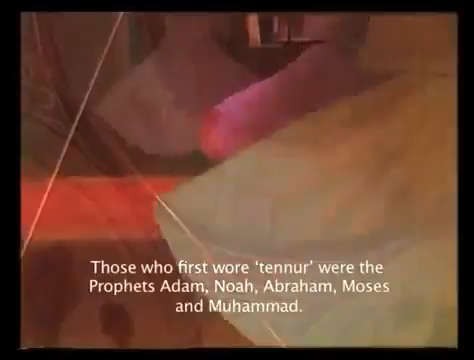 Those who first wore ‘tennur’ were the
Prophets Adam, Noah, Abraham, Moses
and Muhammad.